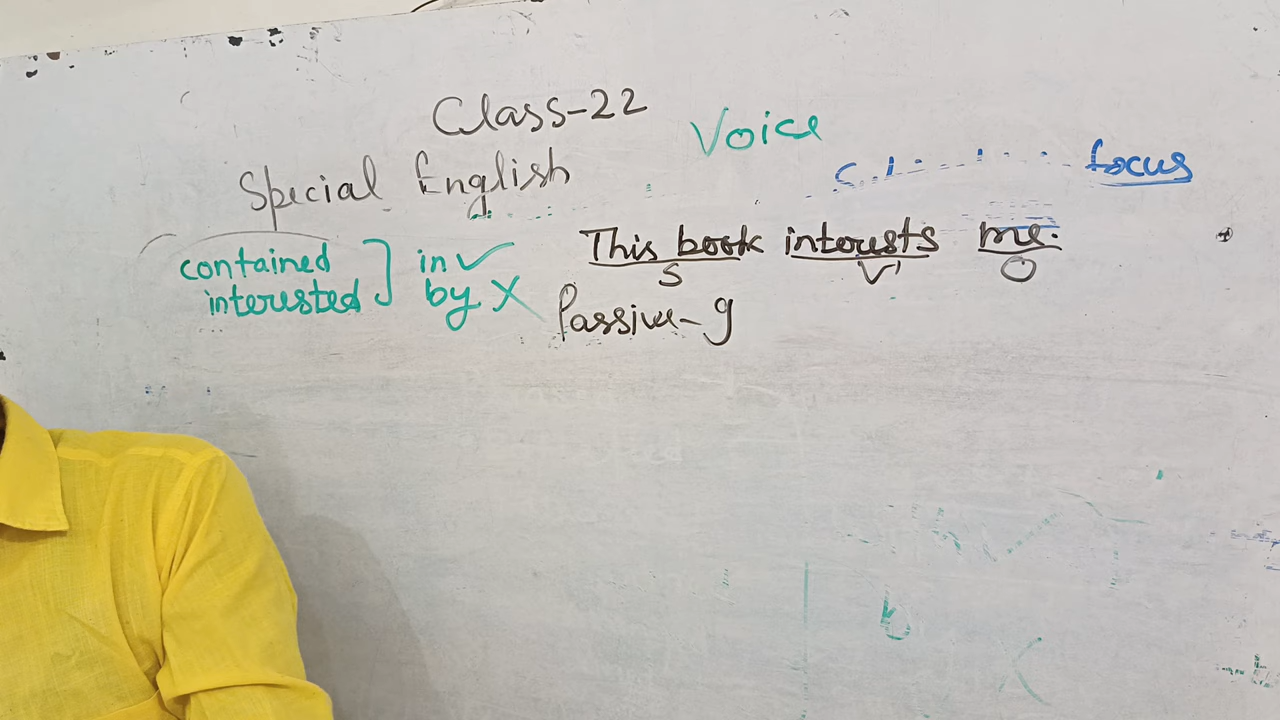 Class-22
Voice
Special English
focus
contained
interested
in ✓
by X
This book interests me.
S V' O
Passive- g